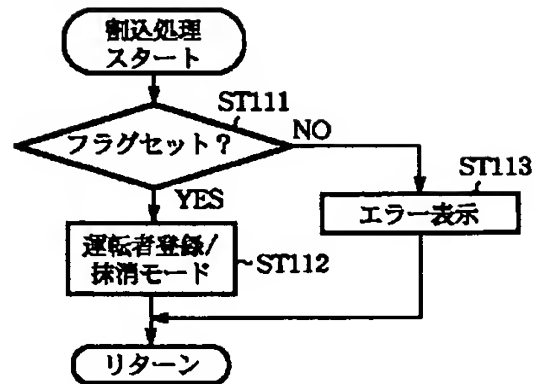 割込処理
スタート
ST111
フラグセット?
NO
ST113
YES
エラー表示
運転者登録/
抹消モード
~ST112
リターン